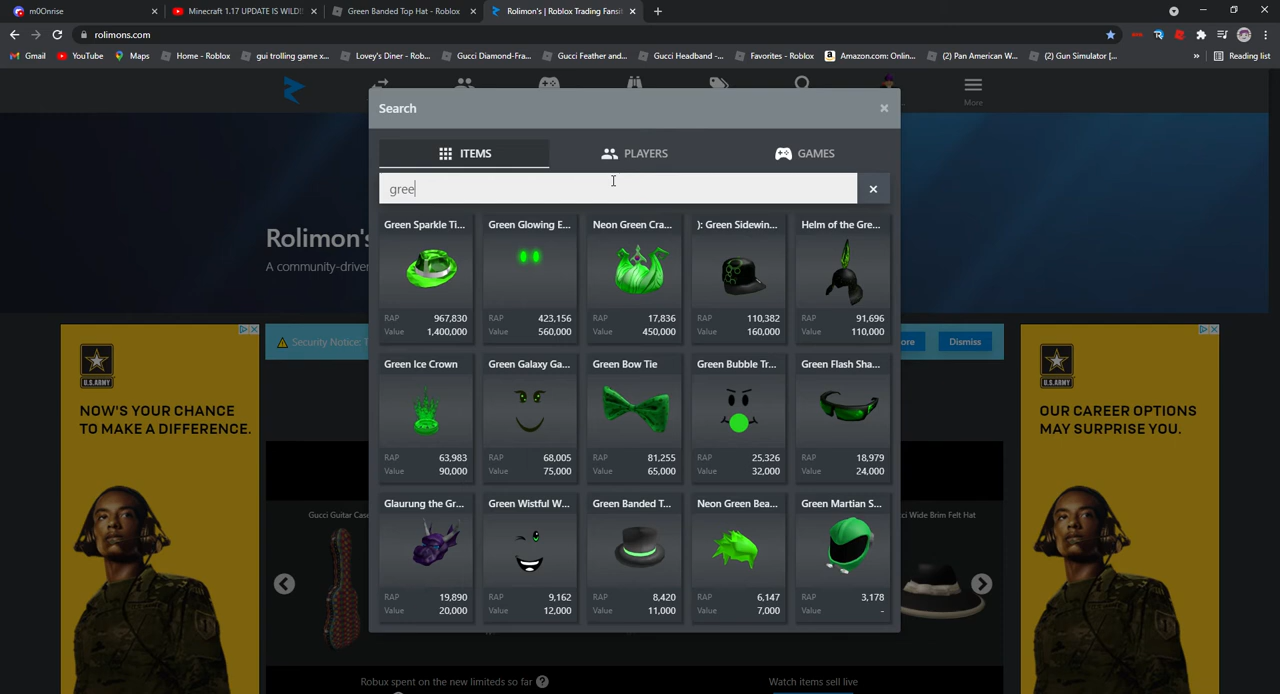 m0Onrise
Minecraft 1.17 UPDATE IS WILD!
Green Banded Top Hat - Roblox
Rolimon's | Roblox Trading Fansit
rolimons.com
Gmail
YouTube
Maps
Home - Roblox
gui trolling game x...
Lovey's Diner - Rob...
Gucci Diamond-Fra...
Gucci Feather and...
Gucci Headband -...
Favorites - Roblox
Amazon.com: Onlin...
(2) Pan American W...
(2) Gun Simulator [...
»
Reading list
More
Search
ITEMS
PLAYERS
GAMES
gree
Rolimon's
A community-drive
Green Sparkle Ti...
RAP 967,830
Value 1,400,000
Green Glowing E...
RAP 423,156
Value 560,000
Neon Green Cra...
RAP 17,836
Value 450,000
): Green Sidewin...
RAP 110,382
Value 160,000
Helm of the Gre...
RAP 91,696
Value 110,000
Security Notice:
ore
Dismiss
Green Ice Crown
RAP 63,983
Value 90,000
Green Galaxy Ga...
RAP 68,005
Value 75,000
Green Bow Tie
RAP 81,255
Value 65,000
Green Bubble Tr...
RAP 25,326
Value 32,000
Green Flash Sha...
RAP 18,979
Value 24,000
U.S.ARMY
NOW'S YOUR CHANCE
TO MAKE A DIFFERENCE.
U.S.ARMY
OUR CAREER OPTIONS
MAY SURPRISE YOU.
Glaurung the Gr...
RAP 19,890
Value 20,000
Green Wistful W...
RAP 9,162
Value 12,000
Green Banded T...
RAP 8,420
Value 11,000
Neon Green Bea...
RAP 6,147
Value 7,000
Green Martian S...
RAP 3,178
Value -
Gucci Guitar Case
ci Wide Brim Felt Hat
Robux spent on the new limiteds so far
Watch items sell live